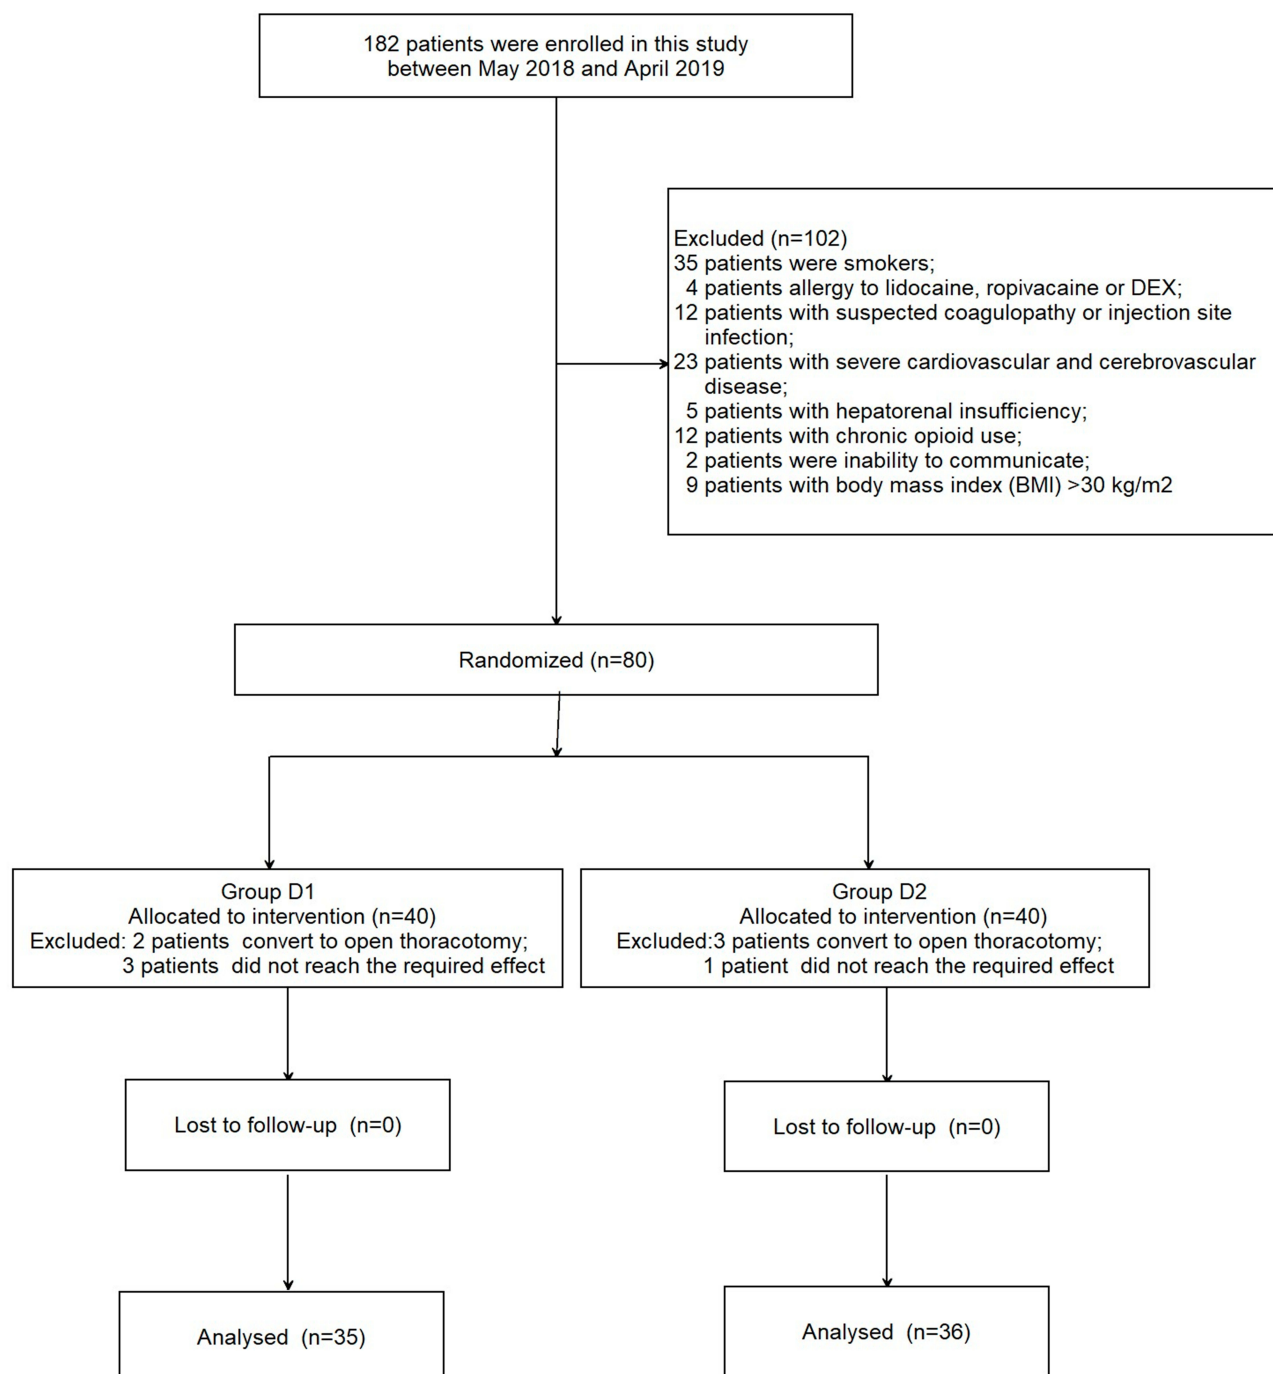 182 patients were enrolled in this study
between May 2018 and April 2019
Excluded (n=102)
35 patients were smokers;
4 patients allergy to lidocaine, ropivacaine or DEX;
12 patients with suspected coagulopathy or injection site
infection;
23 patients with severe cardiovascular and cerebrovascular
disease;
5 patients with hepatorenal insufficiency;
12 patients with chronic opioid use;
2 patients were inability to communicate;
9 patients with body mass index (BMI) >30 kg/m2
Randomized (n=80)
Group D1
Allocated to intervention (n=40)
Excluded: 2 patients  convert to open thoracotomy;
3 patients  did not reach the required effect
Group D2
Allocated to intervention (n=40)
Excluded:3 patients convert to open thoracotomy;
1 patient  did not reach the required effect
Lost to follow-up  (n=0)
Lost to follow-up  (n=0)
Analysed  (n=35)
Analysed  (n=36)